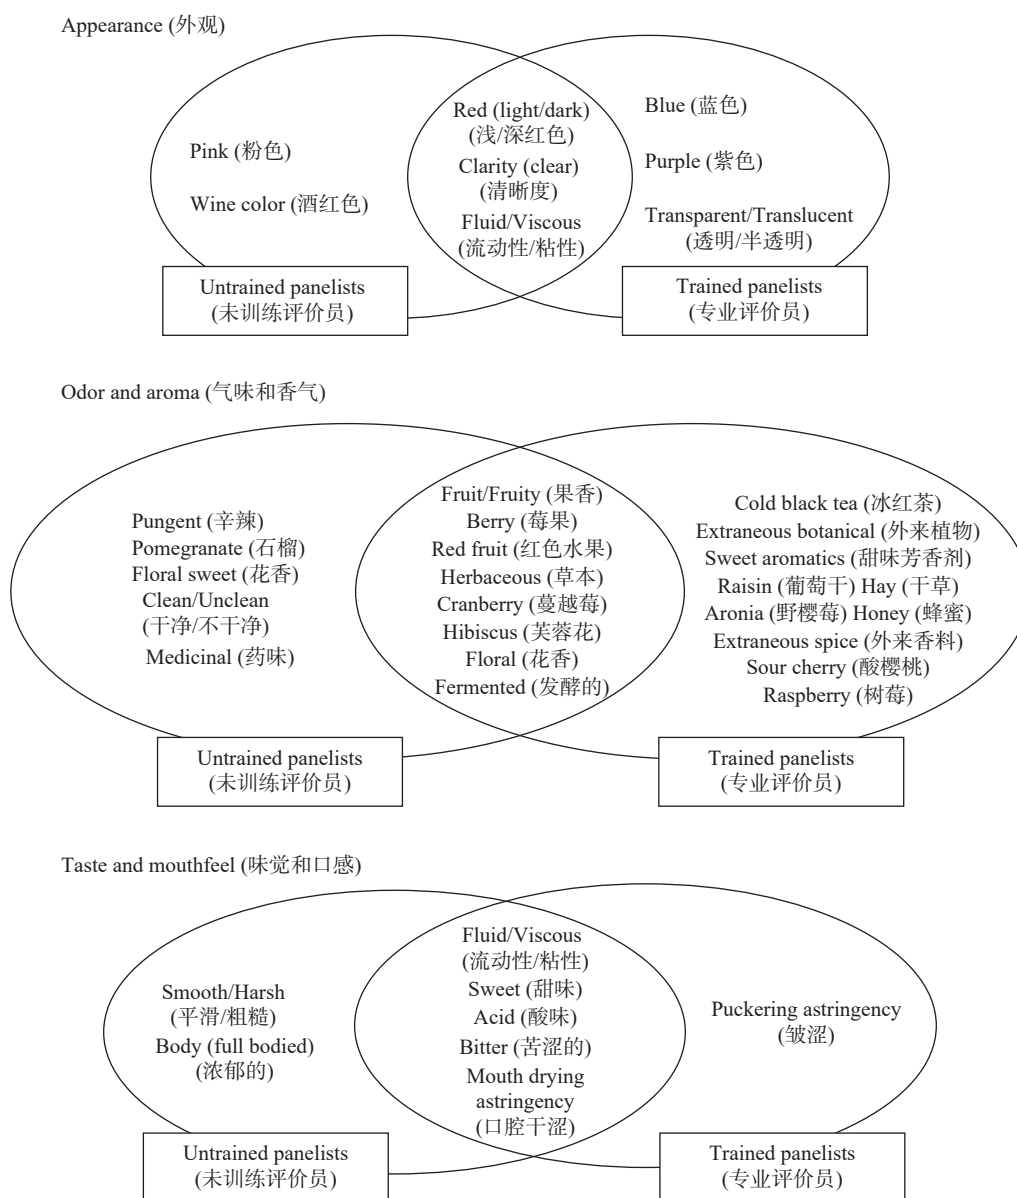 Appearance (外观)
Pink (粉色)
Wine color (酒红色)
Red (light/dark)
(浅/深红色)
Clarity (clear)
(清晰度)
Fluid/Viscous
(流动性/粘性)
Blue (蓝色)
Purple (紫色)
Transparent/Translucent
(透明/半透明)
Untrained panelists
(未训练评价员)
Trained panelists
(专业评价员)
Odor and aroma (气味和香气)
Pungent (辛辣)
Pomegranate (石榴)
Floral sweet (花香)
Clean/Unclean
(干净/不干净)
Medicinal (药味)
Fruit/Fruity (果香)
Berry (莓果)
Red fruit (红色水果)
Herbaceous (草本)
Cranberry (蔓越莓)
Hibiscus (芙蓉花)
Floral (花香)
Fermented (发酵的)
Cold black tea (冰红茶)
Extraneous botanical (外来植物)
Sweet aromatics (甜味芳香剂)
Raisin (葡萄干) Hay (干草)
Aronia (野樱莓) Honey (蜂蜜)
Extraneous spice (外来香料)
Sour cherry (酸樱桃)
Raspberry (树莓)
Untrained panelists
(未训练评价员)
Trained panelists
(专业评价员)
Taste and mouthfeel (味觉和口感)
Smooth/Harsh
(平滑/粗糙)
Body (full bodied)
(浓郁的)
Fluid/Viscous
(流动性/粘性)
Sweet (甜味)
Acid (酸味)
Bitter (苦涩的)
Mouth drying
astringency
(口腔干涩)
Puckering astringency
(皱涩)
Untrained panelists
(未训练评价员)
Trained panelists
(专业评价员)